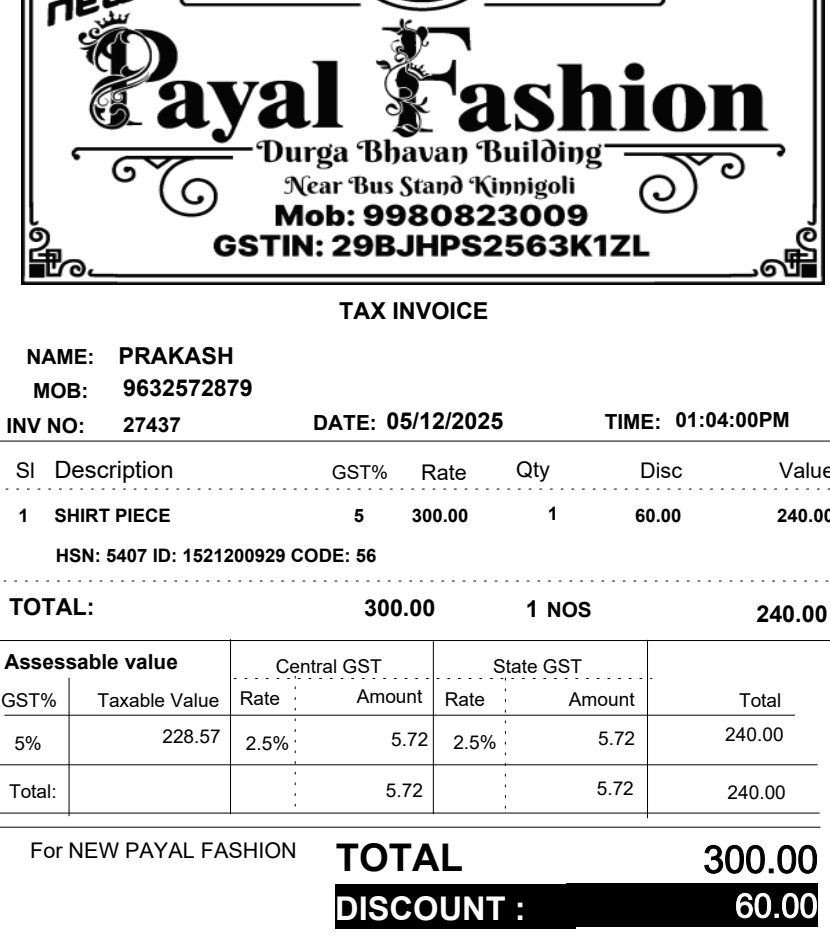 new
Payal Fashion
Durga Bhavan Building
Near Bus Stand Kinnigoli
Mob: 9980823009
GSTIN: 29BJHPS2563K1ZL
TAX INVOICE
NAME: PRAKASH
MOB: 9632572879
INV NO: 27437 DATE: 05/12/2025 TIME: 01:04:00PM
Sl Description GST% Rate Qty Disc Value
1 SHIRT PIECE 5 300.00 1 60.00 240.00
HSN: 5407 ID: 1521200929 CODE: 56
TOTAL: 300.00 1 NOS 240.00
Assessable value Central GST State GST
GST% Taxable Value Rate Amount Rate Amount Total
5% 228.57 2.5% 5.72 2.5% 5.72 240.00
Total: 5.72 5.72 240.00
For NEW PAYAL FASHION TOTAL 300.00
DISCOUNT : 60.00